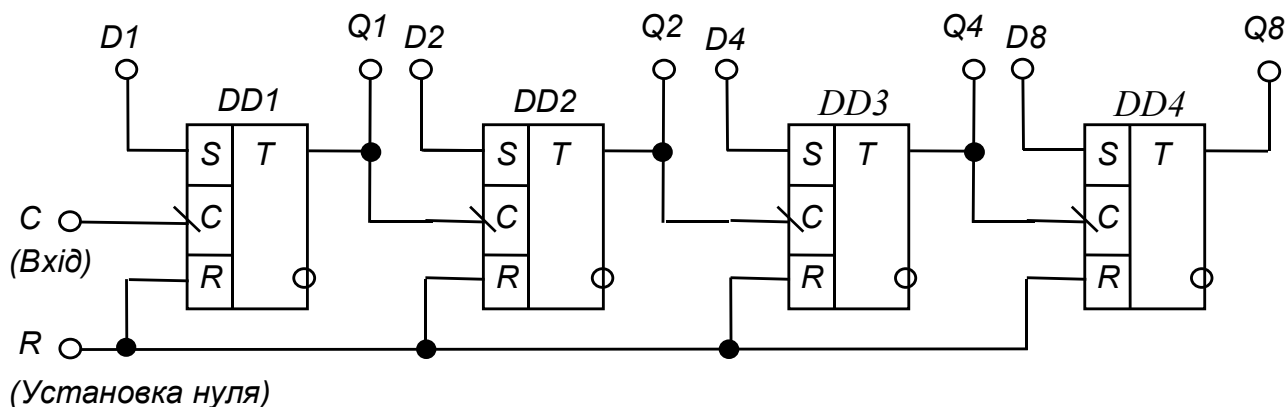 D1 Q1 D2 Q2 D4 Q4 D8 Q8
DD1 DD2 DD3 DD4
S T S T S T S T
C C C C C
(Вхід)
R R R R
R
(Установка нуля)